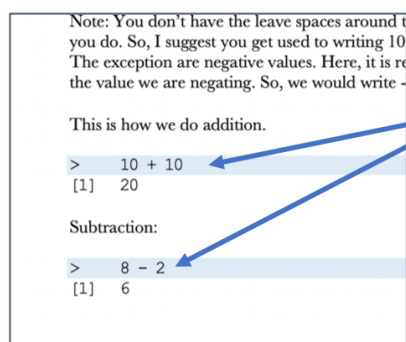 Note: You don't have the leave spaces around
you do. So, I suggest you get used to writing 10
The exception are negative values. Here, it is
the value we are negating. So, we would write -
This is how we do addition.
> 10 + 10
[1] 20
Subtraction:
> 8 – 2
[1] 6